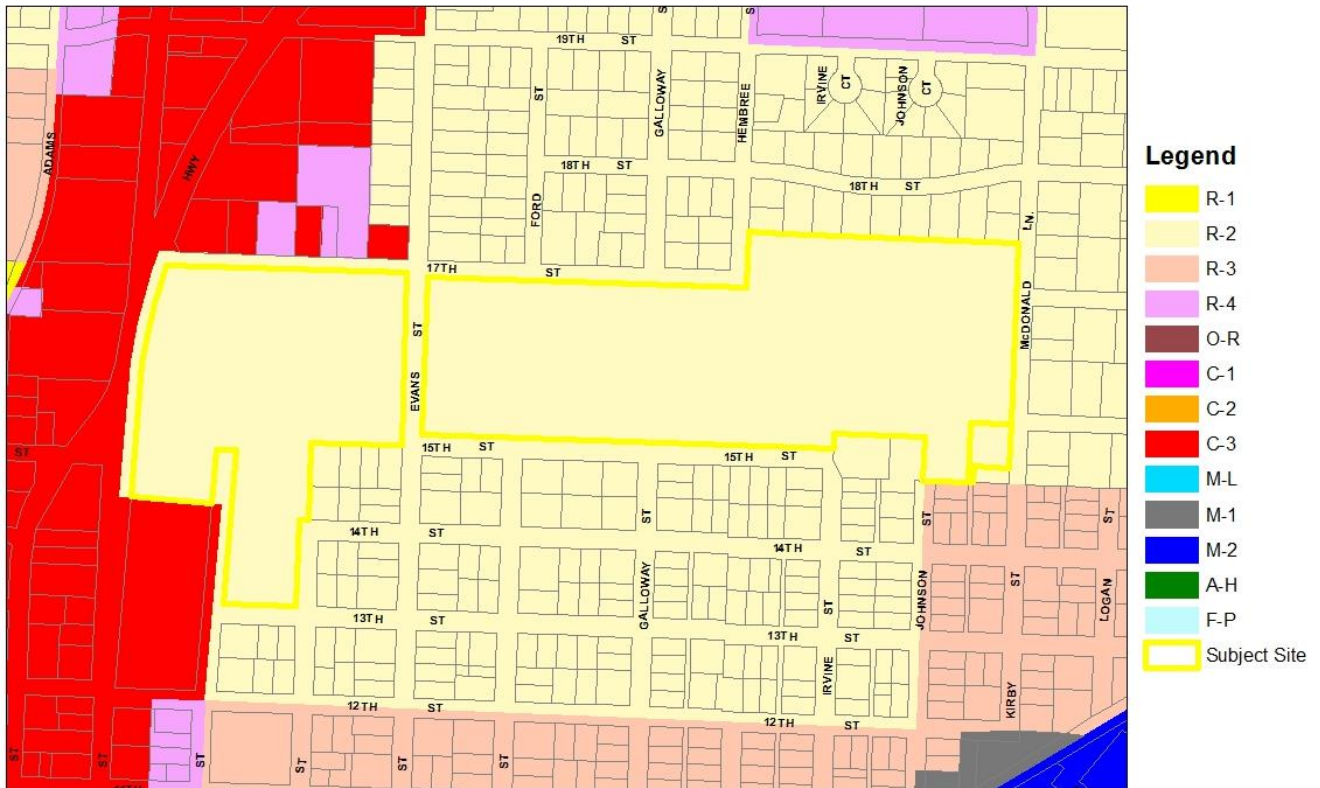 19TH ST
ST
ADAMS
HWY
ST
GALLOWAY
HEMBREE
IRVINE
CT
JOHNSON
CT
18TH ST
18TH ST
FORD
LN.
17TH ST
McDONALD
ST
EVANS
15TH ST
15TH ST
ST
14TH ST
ST
14TH ST
ST
ST
ST
GALLOWAY
JOHNSON
LOGAN
13TH ST
ST
13TH ST
IRVINE
KIRBY
12TH ST
12TH ST
ST
ST
ST
ST
ST
ST
Legend
R-1
R-2
R-3
R-4
O-R
C-1
C-2
C-3
M-L
M-1
M-2
A-H
F-P
Subject Site